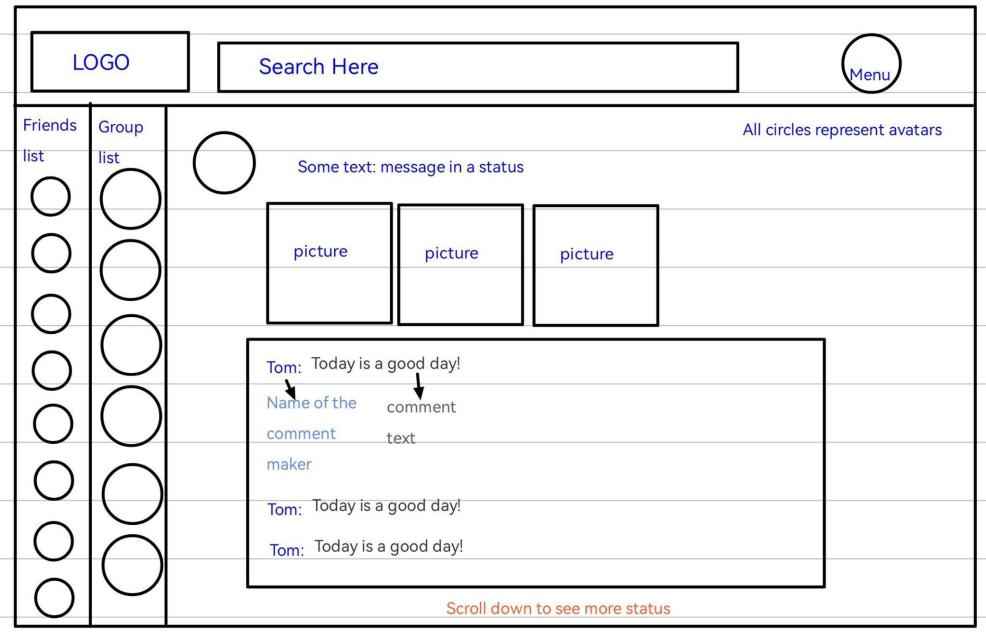 LOGO
Search Here
Menu
Friends
list
Group
list
All circles represent avatars
Some text: message in a status
picture
picture
picture
Tom: Today is a good day!
Name of the
comment
maker
comment
text
Tom: Today is a good day!
Tom: Today is a good day!
Scroll down to see more status